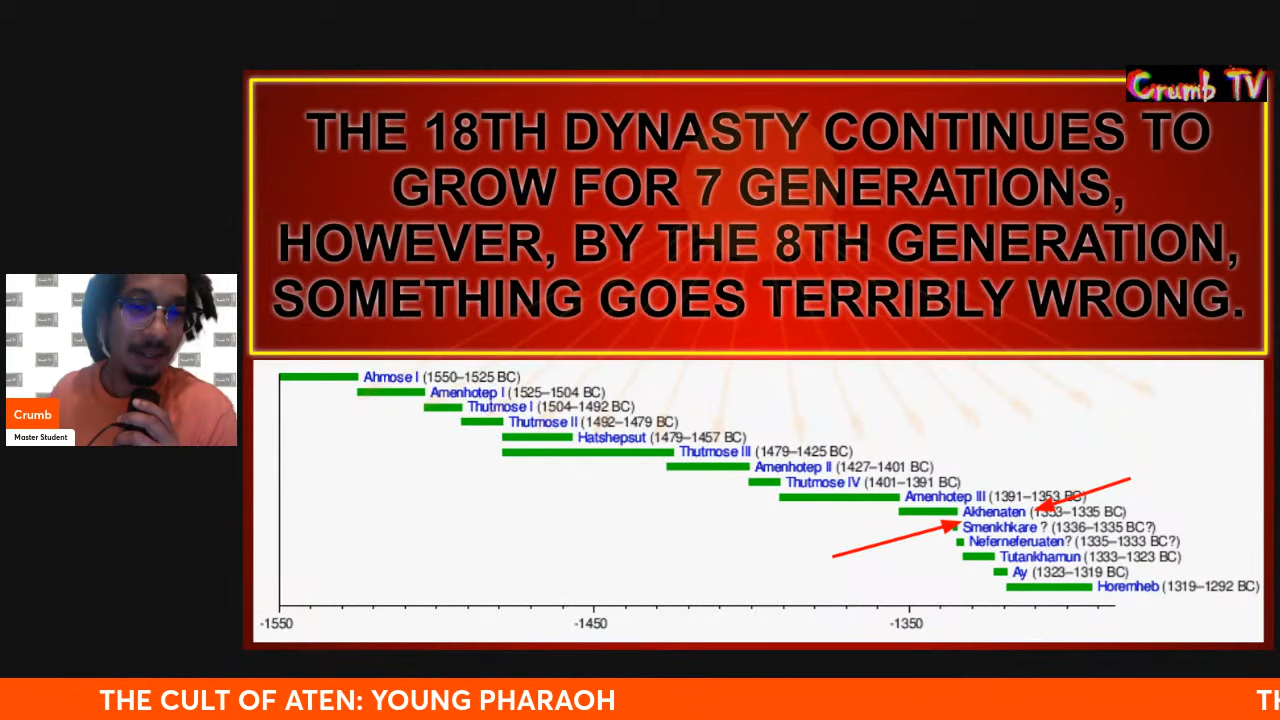 Crumb TV
THE 18TH DYNASTY CONTINUES TO
GROW FOR 7 GENERATIONS,
HOWEVER, BY THE 8TH GENERATION,
SOMETHING GOES TERRIBLY WRONG.
Ahmose I (1550–1525 BC)
Amenhotep I (1525–1504 BC)
Thutmose I (1504–1492 BC)
Thutmose II (1492–1479 BC)
Hatshepsut (1479–1457 BC)
Thutmose III (1479–1425 BC)
Amenhotep II (1427–1401 BC)
Thutmose IV (1401–1391 BC)
Amenhotep III (1391–1353 BC)
Akhenaten (1353–1335 BC)
Smenkhkare ? (1336–1335 BC?)
Neferneferuaten? (1335–1333 BC?)
Tutankhamun (1333–1323 BC)
Ay (1323–1319 BC)
Horemheb (1319–1292 BC)
-1550 -1450 -1350
Crumb
Master Student
THE CULT OF ATEN: YOUNG PHARAOH TH